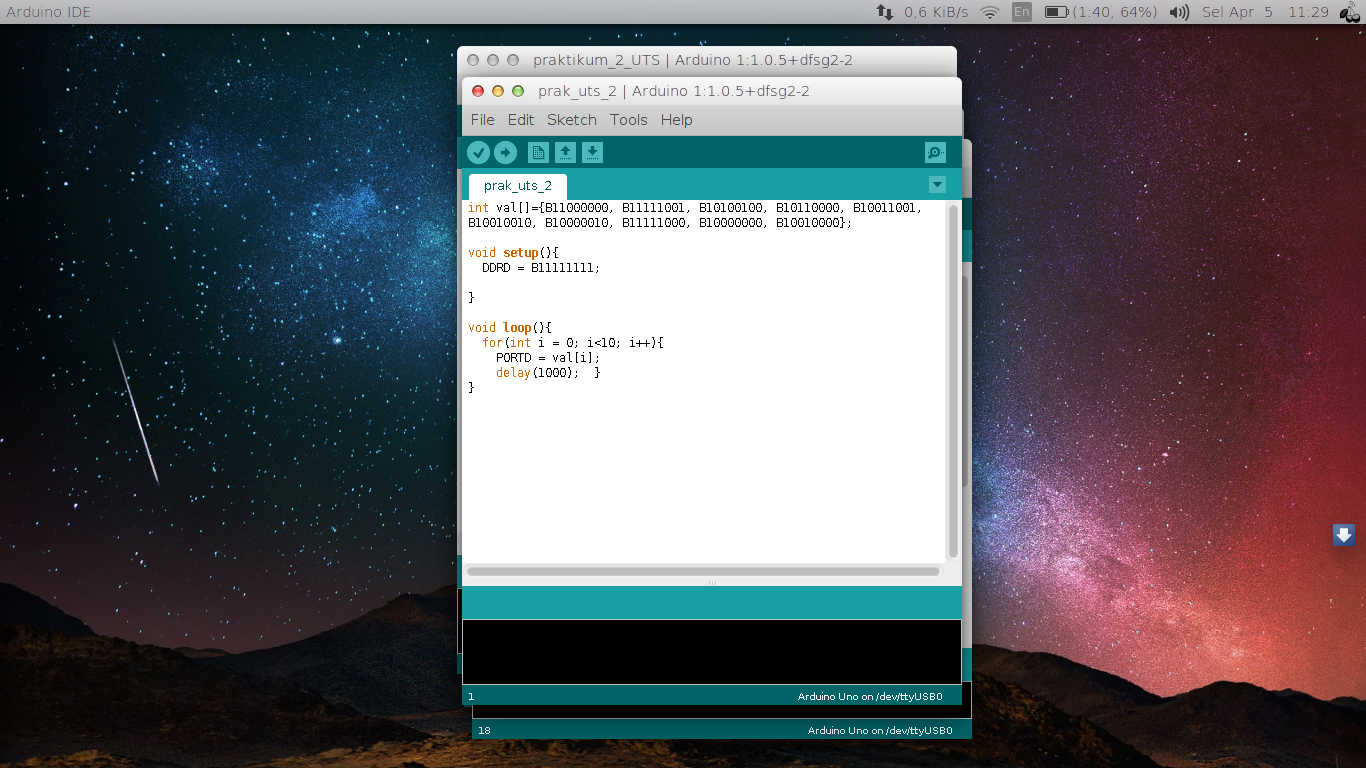 Arduino IDE
0,6 KiB/s En (1:40, 64%) Sel Apr 5 11:29
praktikum_2_UTS | Arduino 1:1.0.5+dfsg2-2
prak_uts_2 | Arduino 1:1.0.5+dfsg2-2
File Edit Sketch Tools Help
prak_uts_2
int val[]={B11000000, B11111001, B10100100, B10110000, B10011001,
B10010010, B10000010, B11111000, B10000000, B10010000};
void setup(){
DDRD = B11111111;
}
void loop(){
for(int i = 0; i<10; i++){
PORTD = val[i];
delay(1000); }
}
1 Arduino Uno on /dev/ttyUSB0
18 Arduino Uno on /dev/ttyUSB0